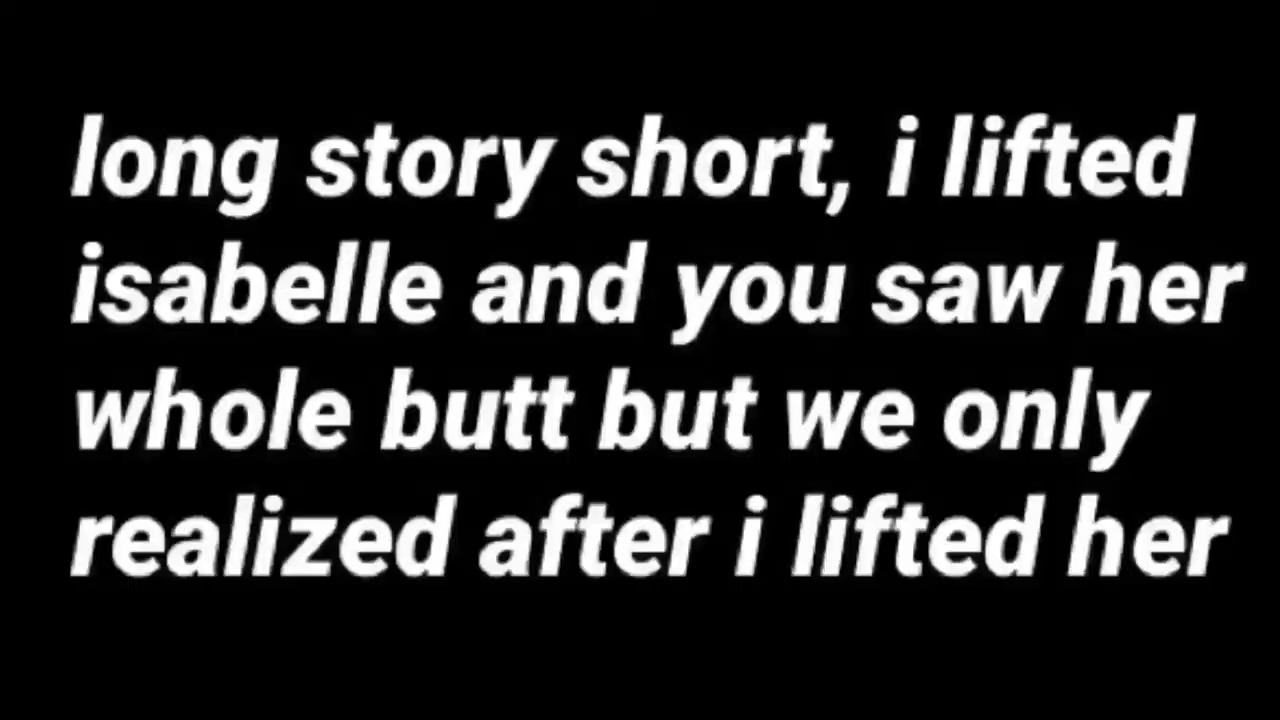 long story short, i lifted
isabelle and you saw her
whole butt but we only
realized after i lifted her